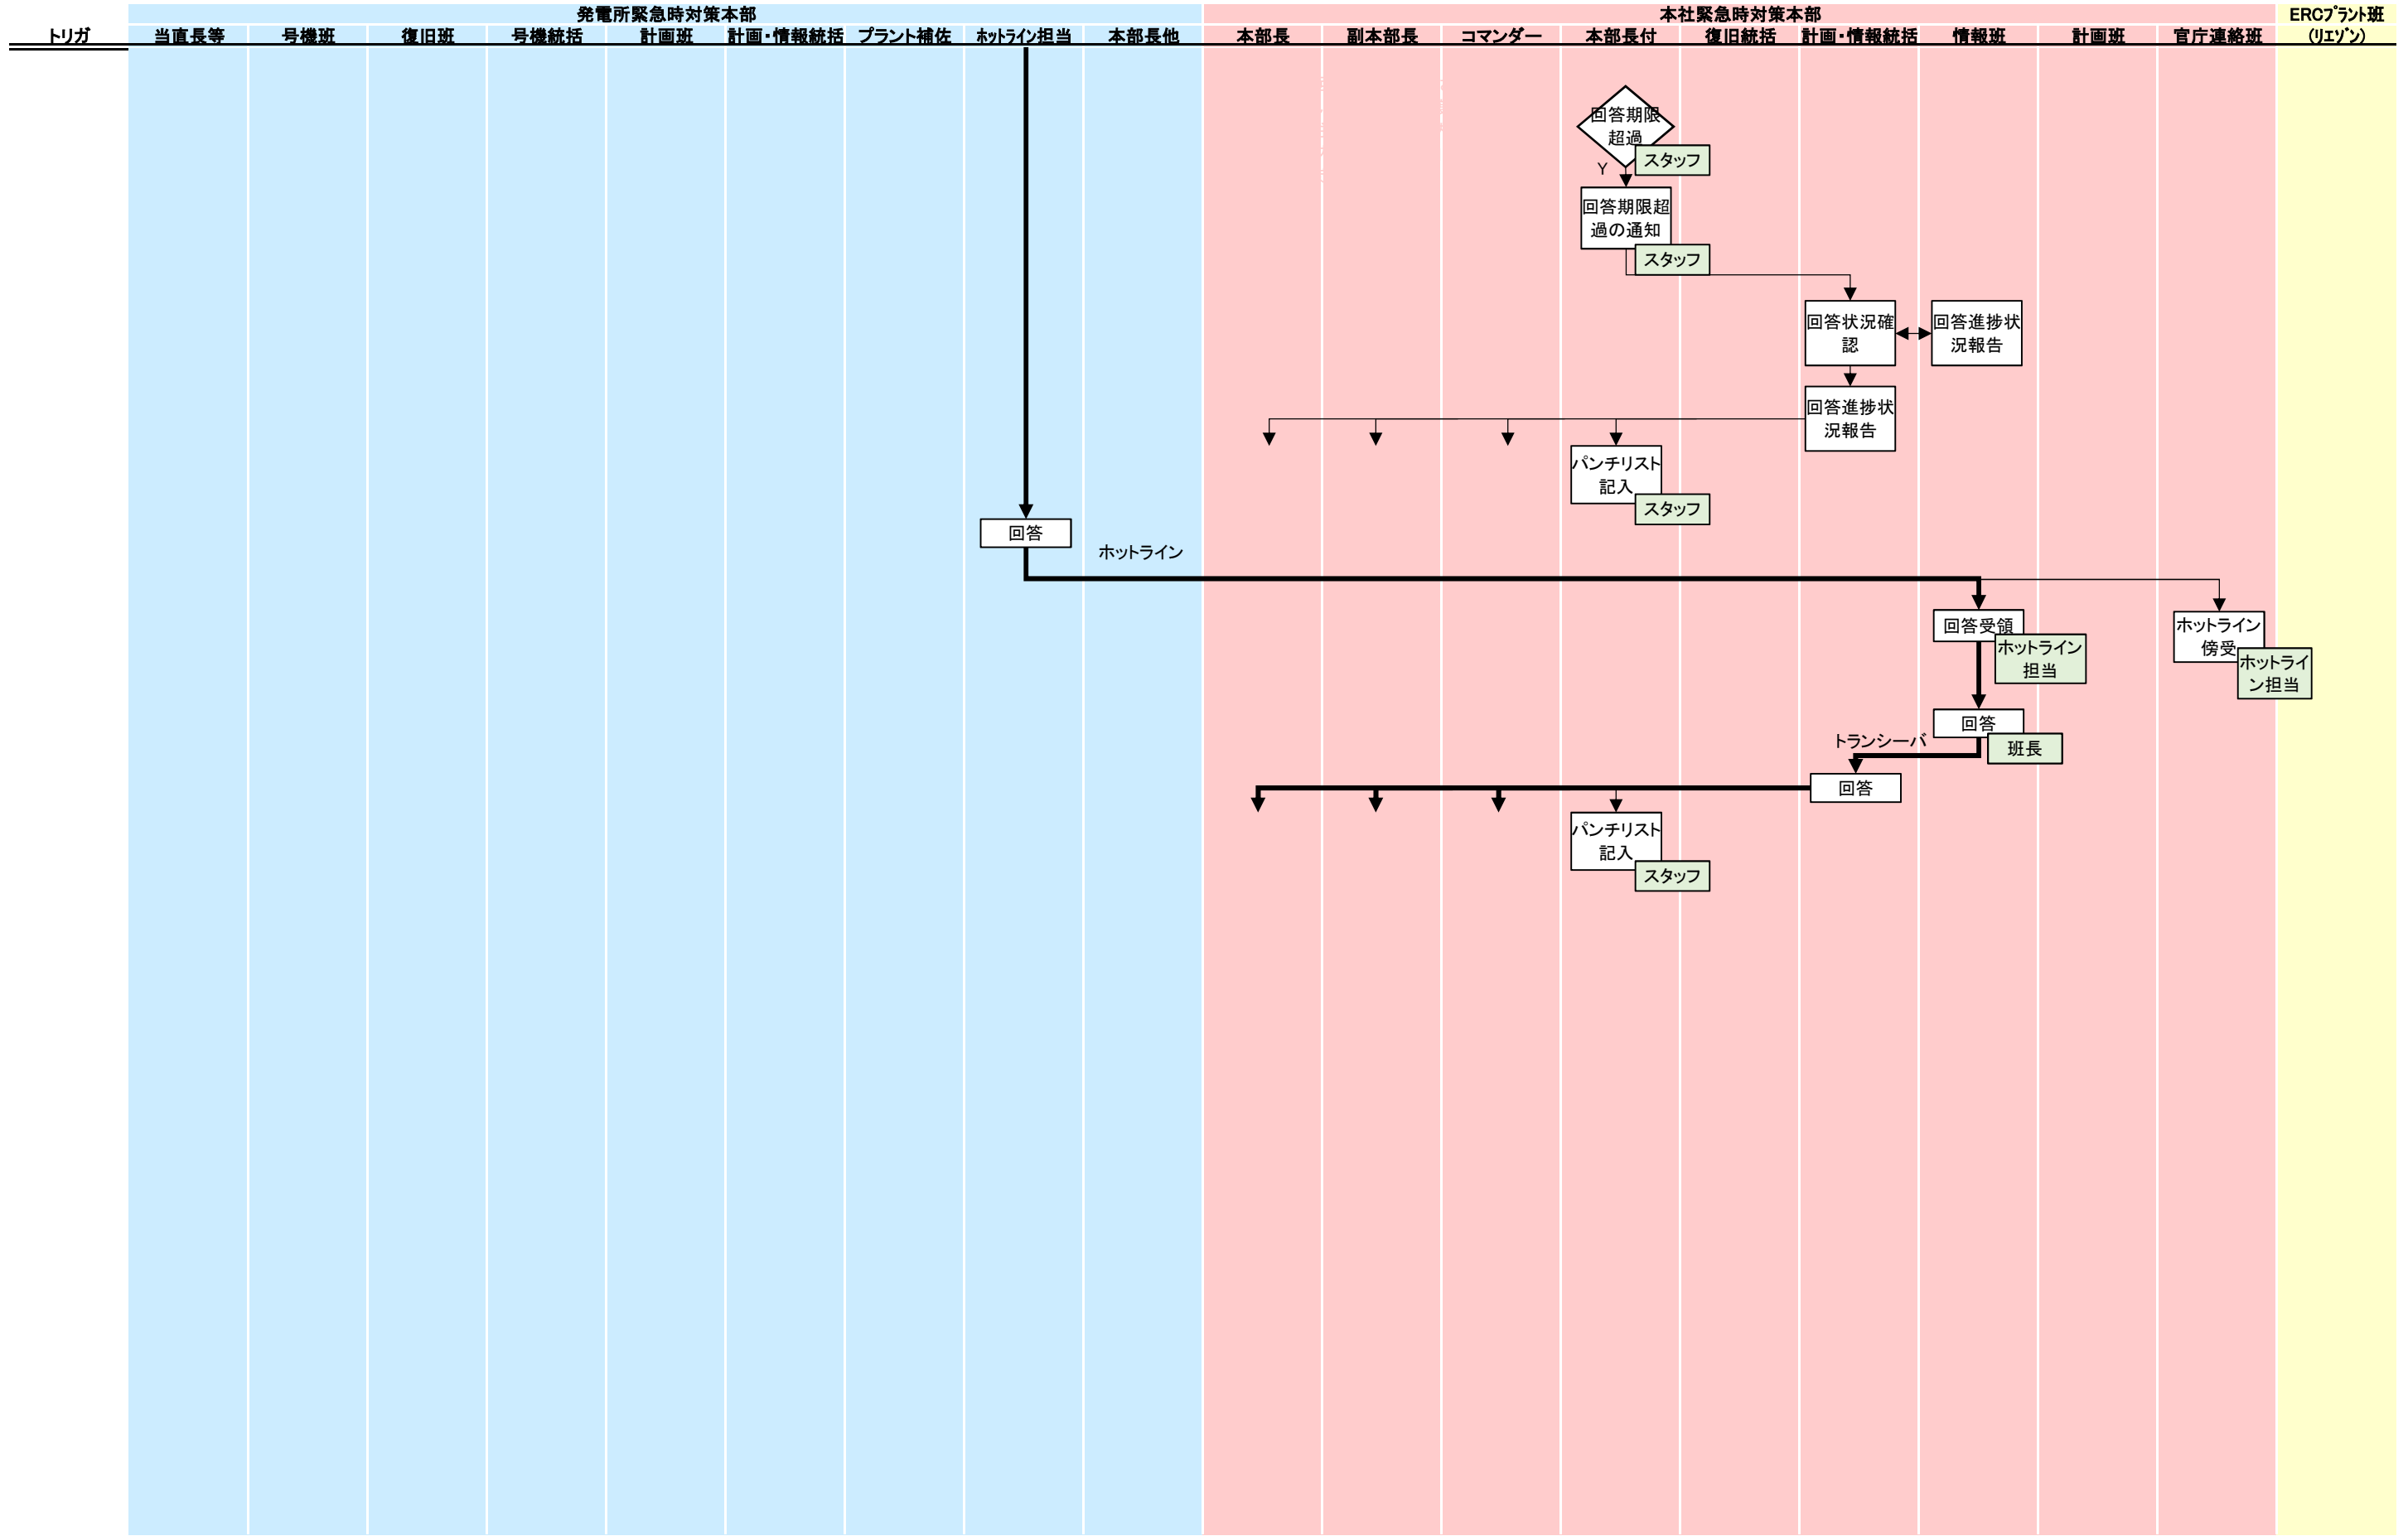 発電所緊急時対策本部
本社緊急時対策本部
ERCﾌﾟﾗﾝﾄ班
(ﾘｴｿﾞﾝ)
トリガ
当直長等
号機班
復旧班
号機統括
計画班
計画・情報統括
プラント補佐
ﾎｯﾄﾗｲﾝ担当
本部長他
本部長
副本部長
コマンダー
本部長付
復旧統括
計画・情報統括
情報班
計画班
官庁連絡班
回答期限
超過
スタッフ
Y
回答期限超
過の通知
スタッフ
回答状況確
認
回答進捗状
況報告
回答進捗状
況報告
パンチリスト
記入
スタッフ
回答
ホットライン
回答受領
ホットライン
担当
ホットライン
傍受
ホットライ
ン担当
回答
班長
トランシーバ
回答
パンチリスト
記入
スタッフ